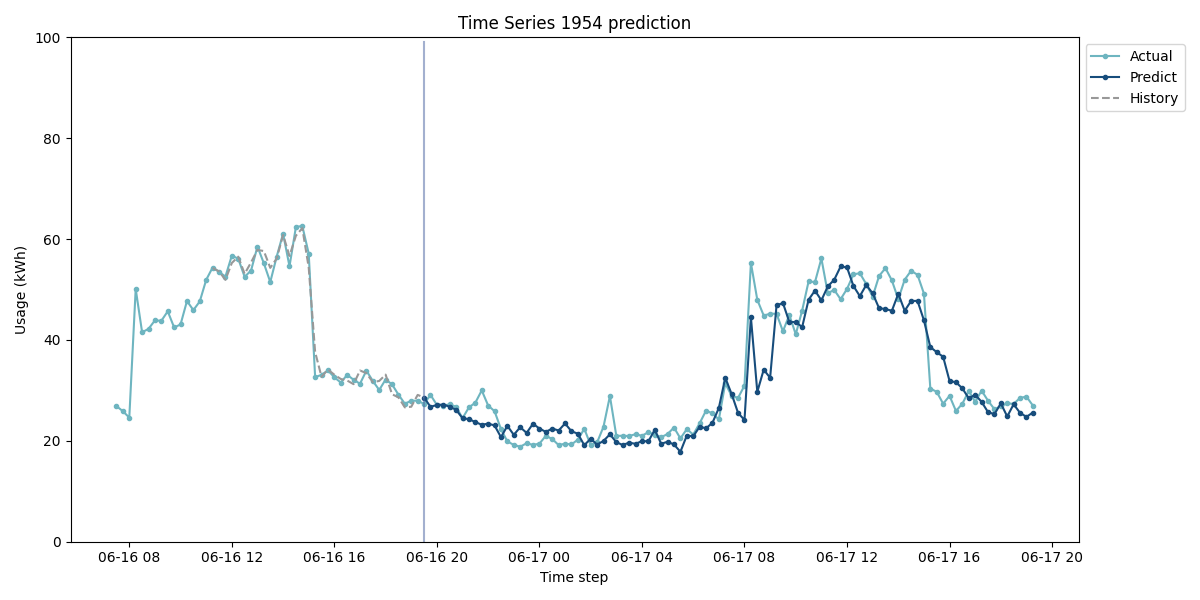 Time Series 1954 prediction
Usage (kWh)
100
80
60
40
20
0
06-16 08
06-16 12
06-16 16
06-16 20
06-17 00
06-17 04
06-17 08
06-17 12
06-17 16
06-17 20
Time step
Actual
Predict
History